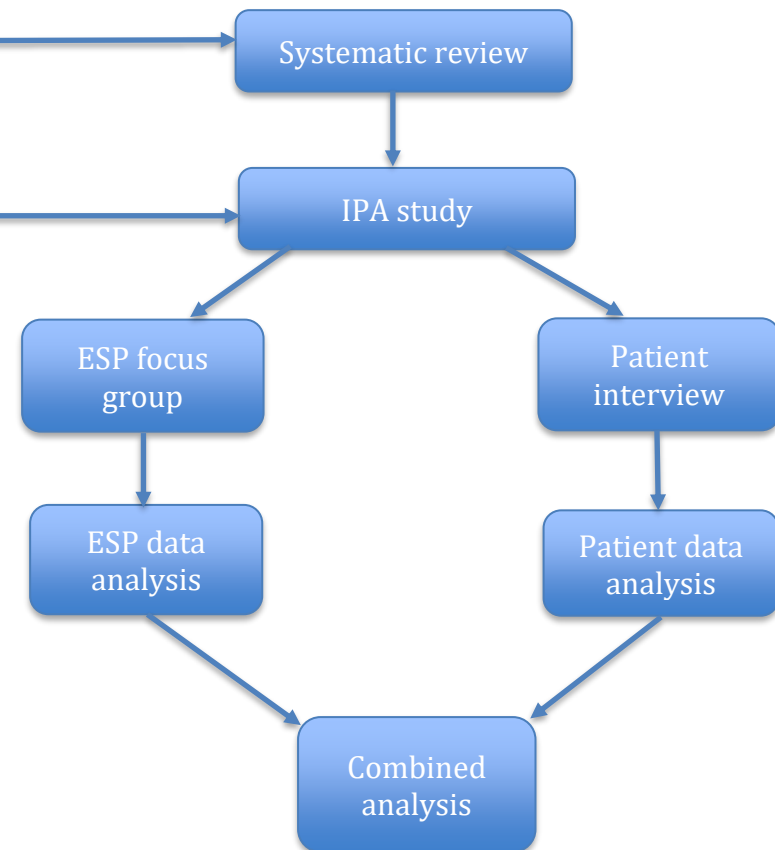 Systematic review
IPA study
ESP focus
group
Patient
interview
ESP data
analysis
Patient data
analysis
Combined
analysis